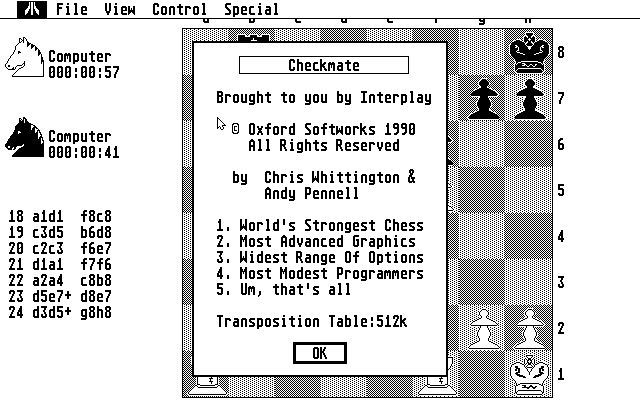 File View Control Special
Computer
000:00:57
Computer
000:00:41
18 a1d1 f8c8
19 c3d5 b6d8
20 c2c3 f6e7
21 d1a1 f7f6
22 a2a4 c8b8
23 d5e7+ d8e7
24 d3d5+ g8h8
Checkmate
Brought to you by Interplay
© Oxford Softworks 1990
All Rights Reserved
by Chris Whittington &
Andy Pennell
1. World's Strongest Chess
2. Most Advanced Graphics
3. Widest Range Of Options
4. Most Modest Programmers
5. Um, that's all
Transposition Table:512k
OK
8
7
6
5
4
3
2
1